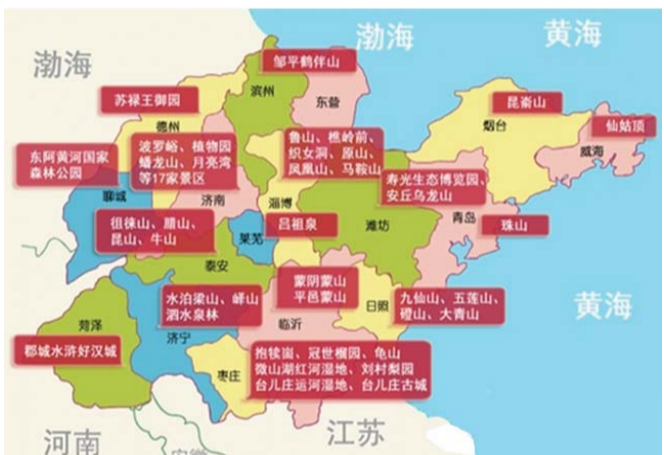 渤海
渤海
黄海
邹平鹤伴山
滨州
东营
苏禄王御园
德州
昆嵛山
烟台
仙姑顶
威海
东阿黄河国家
森林公园
聊城
波罗峪、植物园
蟠龙山、月亮湾
等17家景区
济南
鲁山、樵岭前、
织女洞、原山、
凤凰山、马鞍山
淄博
寿光生态博览园、
安丘乌龙山
潍坊
青岛
珠山
徂徕山、腊山、
昆山、牛山
泰安
莱芜
吕祖泉
水泊梁山、峄山
泗水泉林
济宁
蒙阴蒙山
平邑蒙山
临沂
日照
九仙山、五莲山、
磴山、大青山
黄海
菏泽
郡城水浒好汉城
枣庄
抱犊崮、冠世榴园、龟山
微山湖红河湿地、刘村梨园
台儿庄运河湿地、台儿庄古城
河南
安徽
江苏